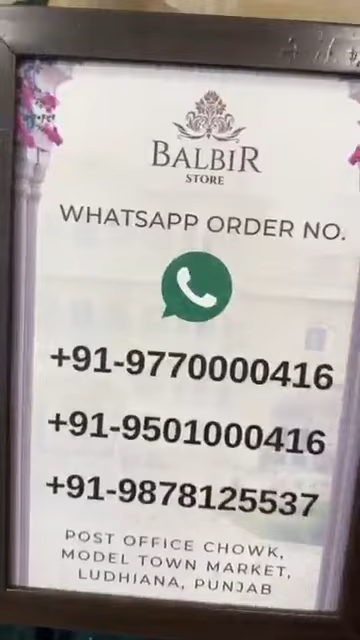 BALBIR
STORE
WHATSAPP ORDER NO.
+91-9770000416
+91-9501000416
+91-9878125537
POST OFFICE CHOWK,
MODEL TOWN MARKET,
LUDHIANA, PUNJAB